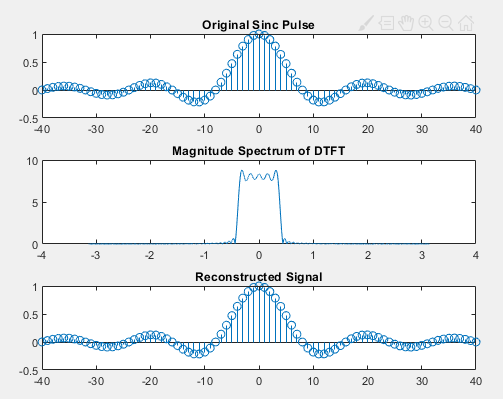 Original Sinc Pulse
1
0.5
0
-0.5
-40 -30 -20 -10 0 10 20 30 40
Magnitude Spectrum of DTFT
10
5
0
-4 -3 -2 -1 0 1 2 3 4
Reconstructed Signal
1
0.5
0
-0.5
-40 -30 -20 -10 0 10 20 30 40